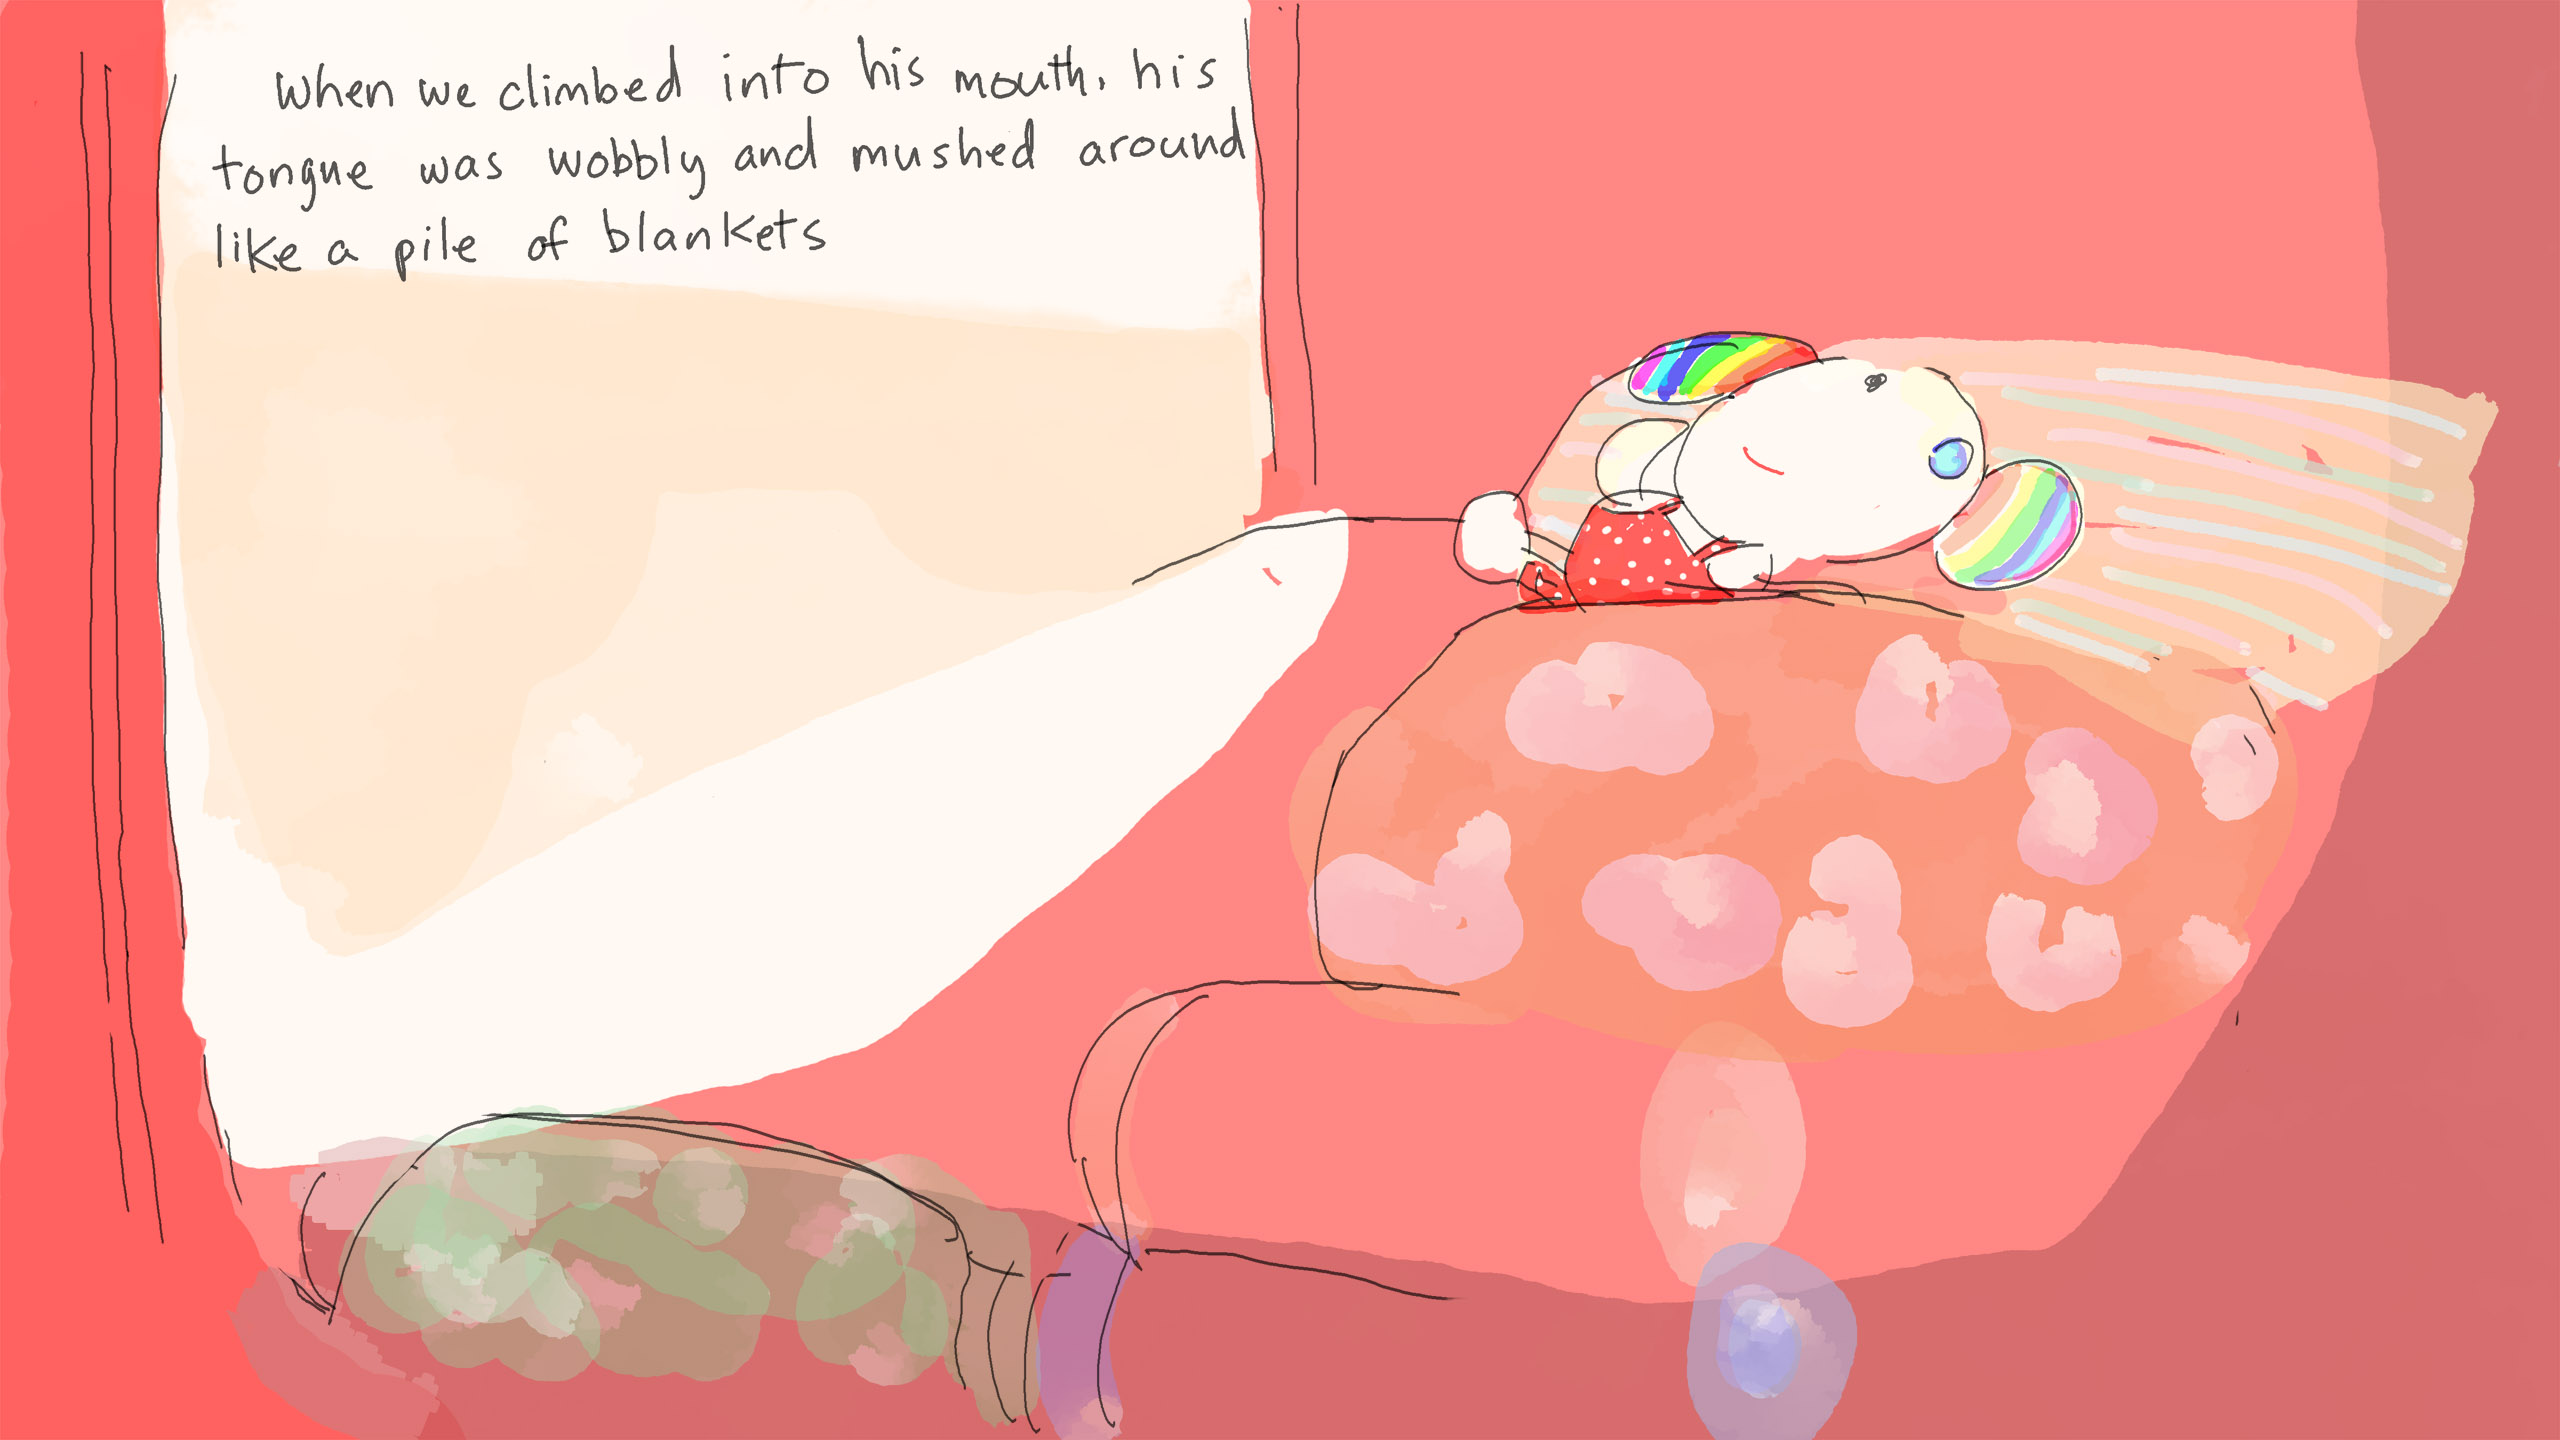 When we climbed into his mouth, his
tongue was wobbly and mushed around
like a pile of blankets